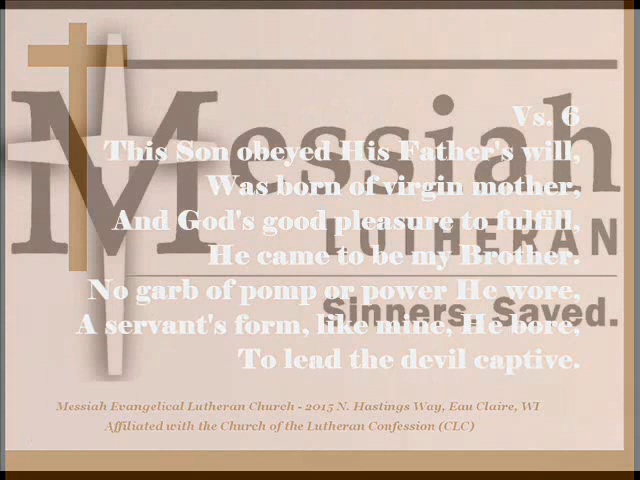 Messiah
LUTHERAN
Sinners. Saved.
Vs. 6
This Son obeyed His Father's will,
Was born of virgin mother,
And God's good pleasure to fulfill,
He came to be my Brother.
No garb of pomp or power He wore,
A servant's form, like mine, He bore,
To lead the devil captive.
Messiah Evangelical Lutheran Church - 2015 N. Hastings Way, Eau Claire, WI
Affiliated with the Church of the Lutheran Confession (CLC)